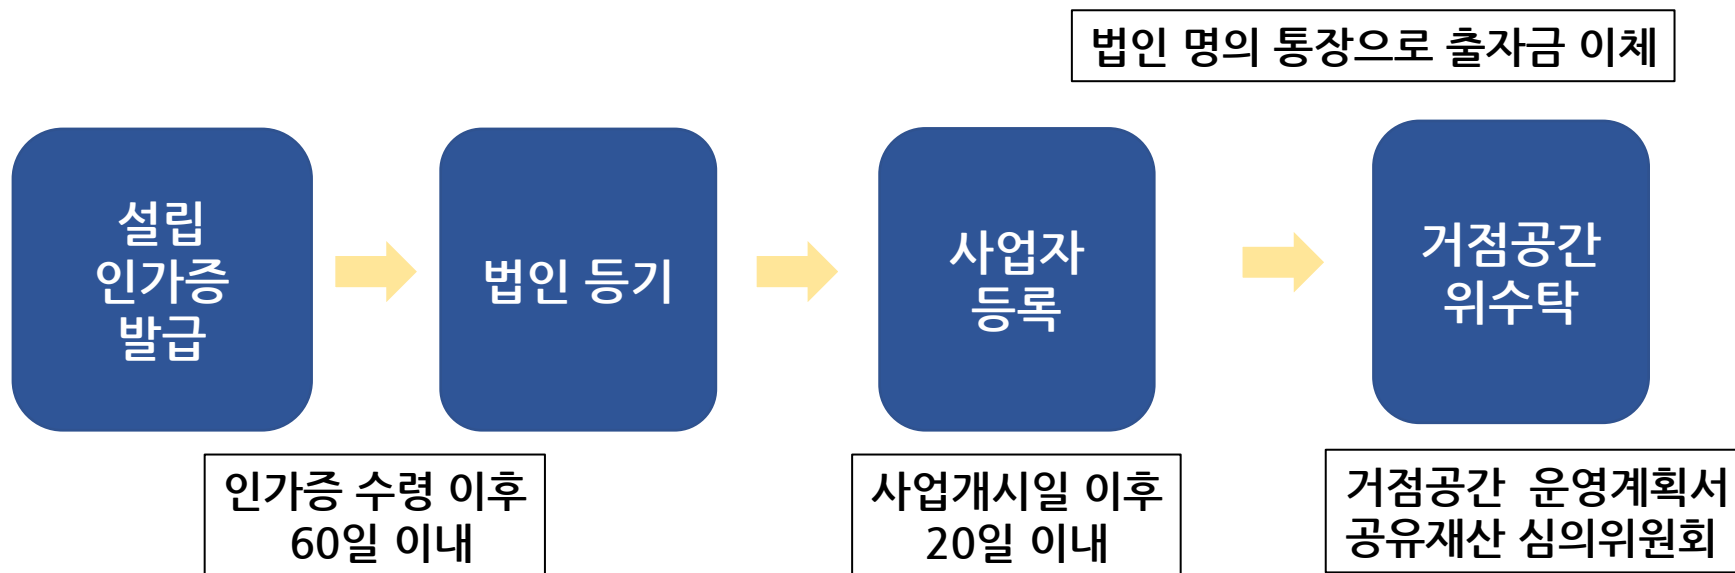 법인 명의 통장으로 출자금 이체
설립
인가증
발급
법인 등기
사업자
등록
거점공간
위수탁
인가증 수령 이후
60일 이내
사업개시일 이후
20일 이내
거점공간 운영계획서
공유재산 심의위원회